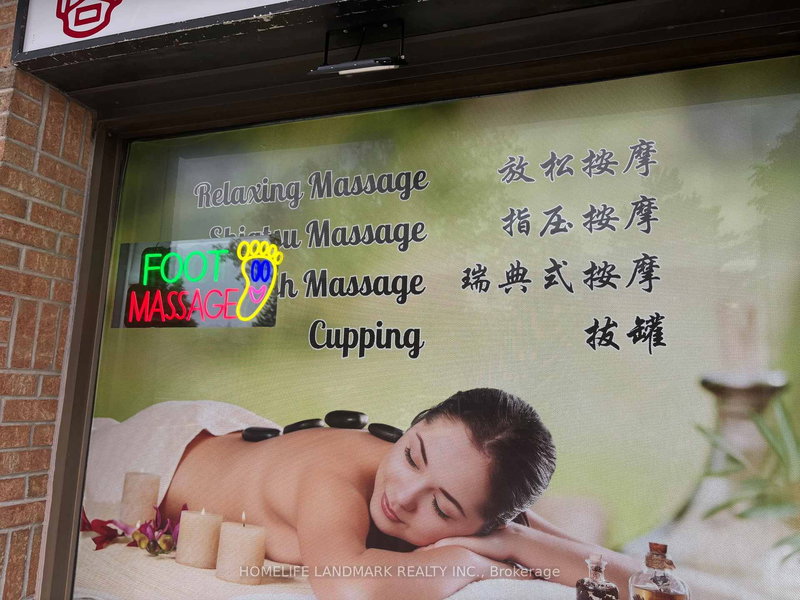 Relaxing Massage 放松按摩
Shiatsu Massage 指压按摩
FOOT
MASSAGE
h Massage 瑞典式按摩
Cupping 拔罐
HOMELIFE LANDMARK REALTY INC., Brokerage